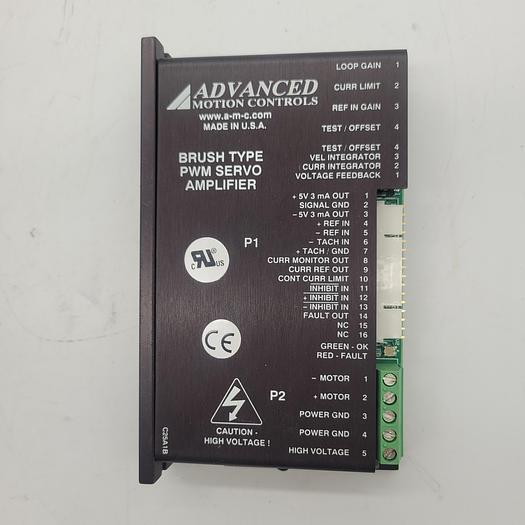 ADVANCED
MOTION CONTROLS
www.a-m-c.com
MADE IN U.S.A.
BRUSH TYPE
PWM SERVO
AMPLIFIER
LOOP GAIN 1
CURR LIMIT 2
REF IN GAIN 3
TEST / OFFSET 4
TEST / OFFSET 4
VEL INTEGRATOR 3
CURR INTEGRATOR 2
VOLTAGE FEEDBACK 1
P1
+ 5V 3 mA OUT 1
SIGNAL GND 2
– 5V 3 mA OUT 3
+ REF IN 4
– REF IN 5
– TACH IN 6
+ TACH / GND 7
CURR MONITOR OUT 8
CURR REF OUT 9
CONT CURR LIMIT 10
INHIBIT IN 11
+ INHIBIT IN 12
– INHIBIT IN 13
FAULT OUT 14
NC 15
NC 16
GREEN - OK
RED - FAULT
C RU ® US
CE
P2
– MOTOR 1
+ MOTOR 2
POWER GND 3
POWER GND 4
HIGH VOLTAGE 5
CAUTION -
HIGH VOLTAGE !
C25A1B